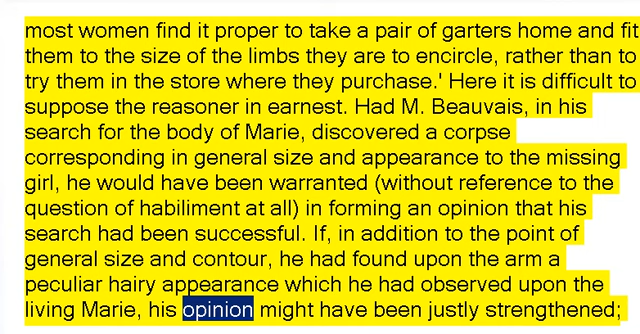 most women find it proper to take a pair of garters home and fit
them to the size of the limbs they are to encircle, rather than to
try them in the store where they purchase.' Here it is difficult to
suppose the reasoner in earnest. Had M. Beauvais, in his
search for the body of Marie, discovered a corpse
corresponding in general size and appearance to the missing
girl, he would have been warranted (without reference to the
question of habiliment at all) in forming an opinion that his
search had been successful. If, in addition to the point of
general size and contour, he had found upon the arm a
peculiar hairy appearance which he had observed upon the
living Marie, his opinion might have been justly strengthened;